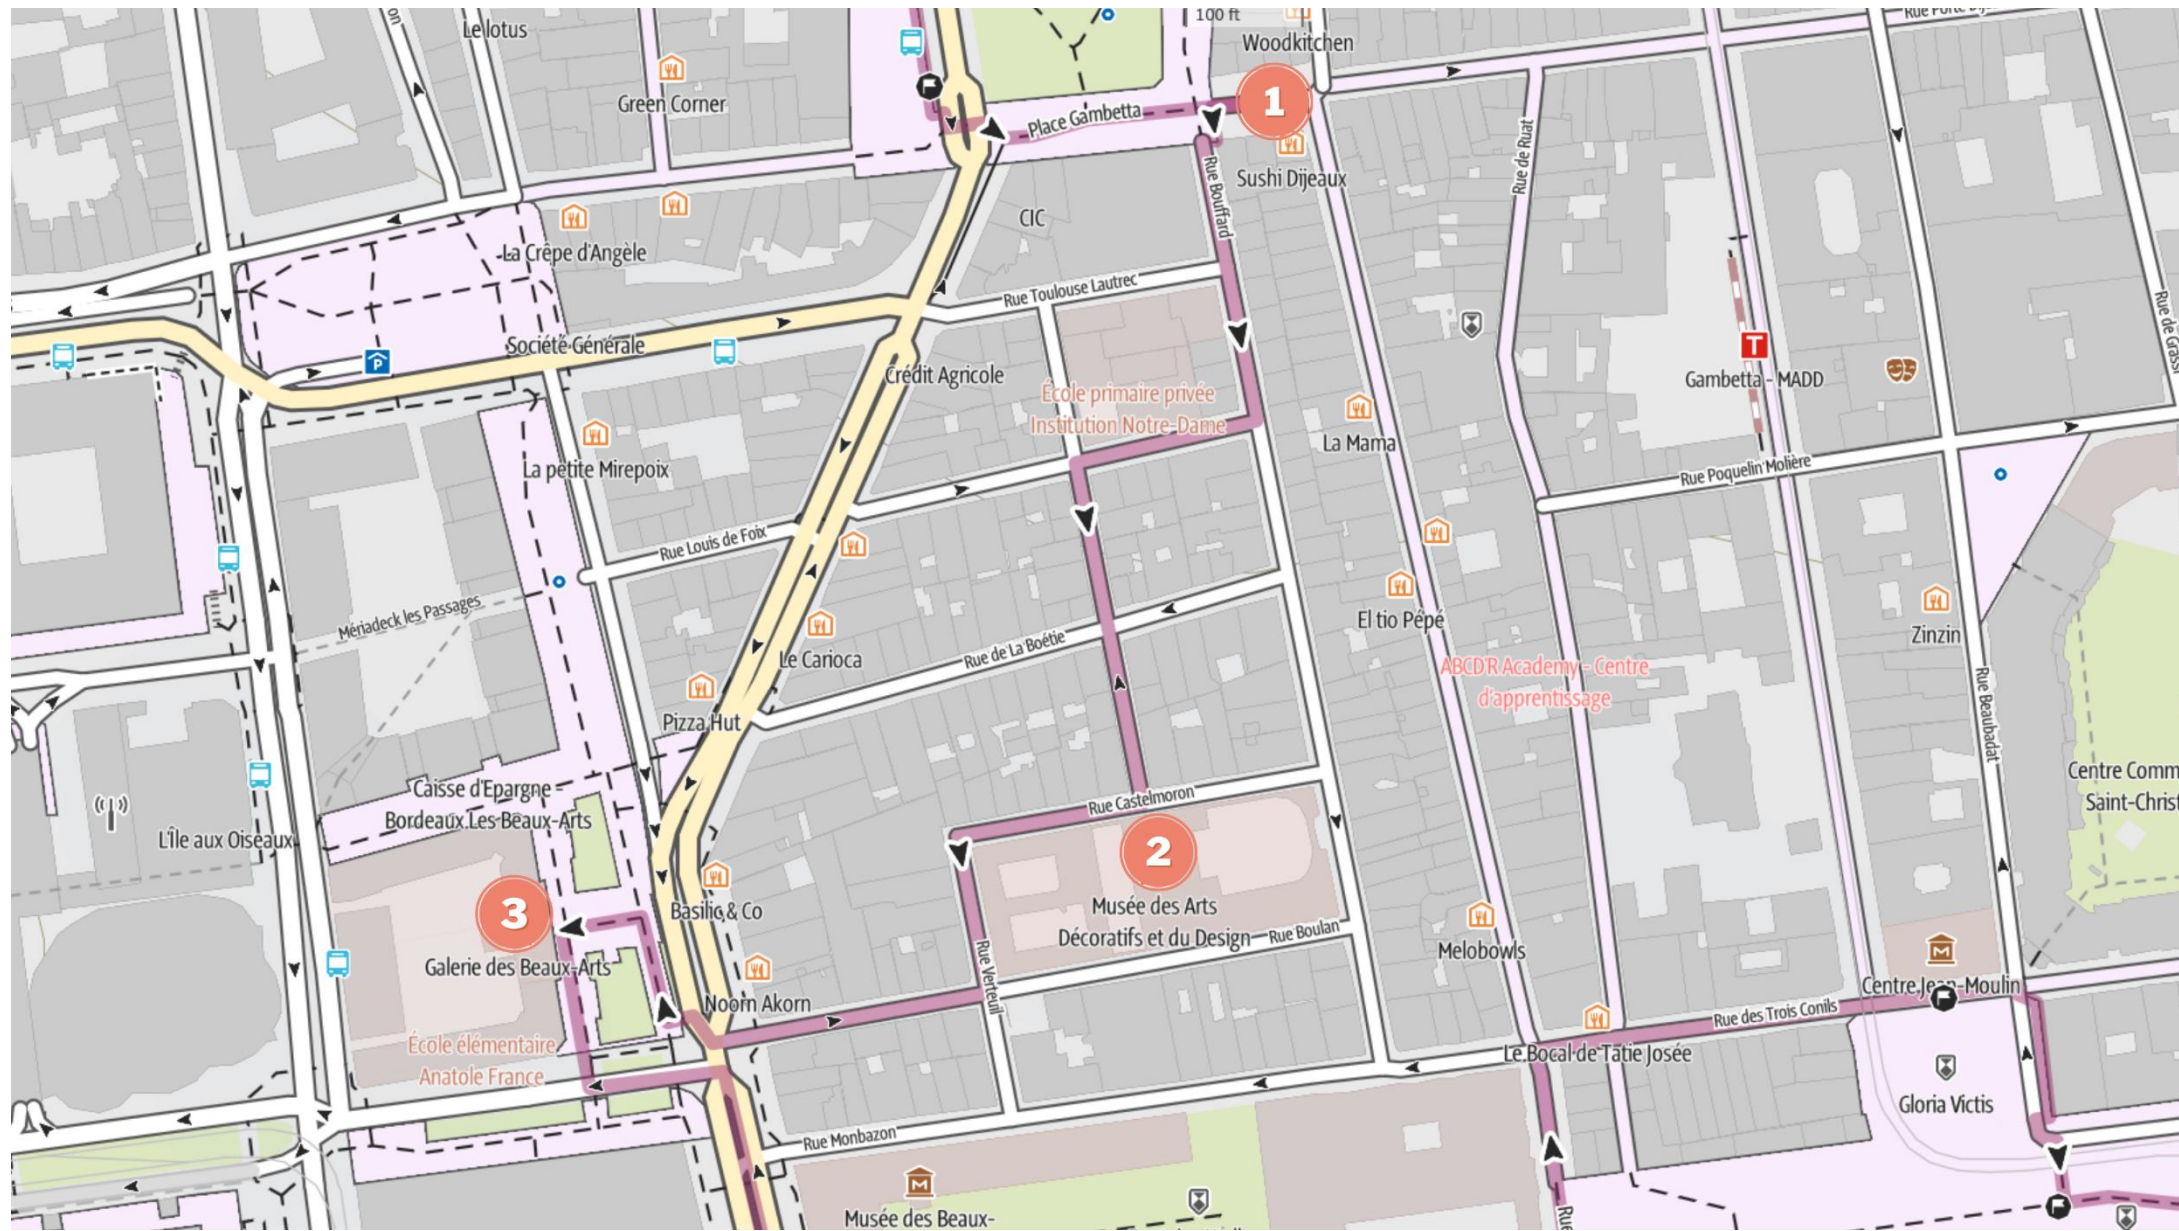 on
Le lotus
100 ft
Woodkitchen
Green Corner
1
Place Gambetta
Sushi Dijeaux
Rue Bouffard
Rue de Ruat
CIC
La Crêpe d'Angèle
Rue Toulouse Lautrec
Rue de Grass
Société Générale
P
T
Crédit Agricole
Gambetta - MADD
École primaire privée
Institution Notre-Dame
La Mama
La petite Mirepoix
Rue Poquelin Molière
Rue Louis de Foix
Mériadeck les Passages
El tio Pépé
Zinzin
Rue de La Boétie
Le Carioca
ABCD'R Academy - Centre
d'apprentissage
Pizza Hut
Rue Beaubadat
Centre Comm
Saint-Christ
Caisse d'Epargne -
Bordeaux Les Beaux-Arts
Rue Castelmoron
L'Île aux Oiseaux
2
3
Basilic & Co
Musée des Arts
Décoratifs et du Design
Rue Boulan
Melobowls
Galerie des Beaux-Arts
Rue Verteuil
Noorn Akorn
M
Centre Jean-Moulin
Rue des Trois Conils
École élémentaire
Anatole France
Le Bocal de Tatie Josée
Gloria Victis
Rue Monbazon
M
Musée des Beaux-
Rue